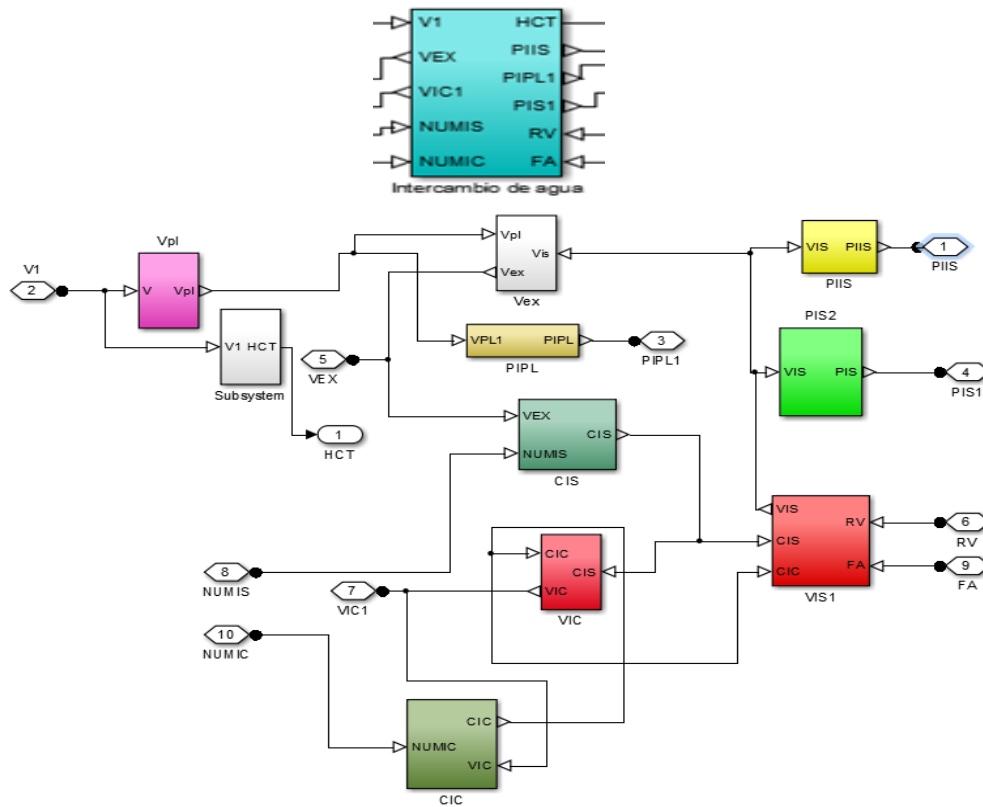 V1 HCT
VEX PIIS
VIC1 PIPL1
PIS1
NUMIS RV
NUMIC FA
Intercambio de agua
Vpl
V Vpl
V1
2
V1 HCT
Subsystem
1
HCT
Vpl Vis
Vex
Vex
VIS PIIS
PIIS
1
PIIS
5
VEX
VPL1 PIPL
PIPL
3
PIPL1
PIS2
VIS PIS
4
PIS1
VEX CIS
NUMIS
CIS
8
NUMIS
7
VIC1
CIC CIS
VIC
VIC
VIS RV
CIS
CIC FA
VIS1
6
RV
9
FA
10
NUMIC
CIC
NUMIC
VIC
CIC